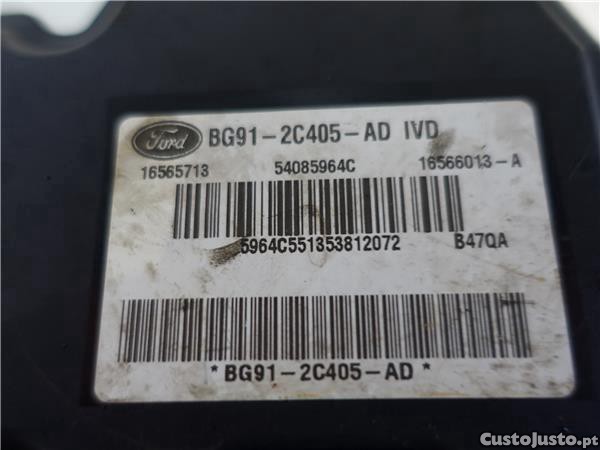 Ford BG91-2C405-AD IVD
16565713 54085964C 16566013-A
5964C551353812072 B47QA
*BG91-2C405-AD*
CustoJusto.pt